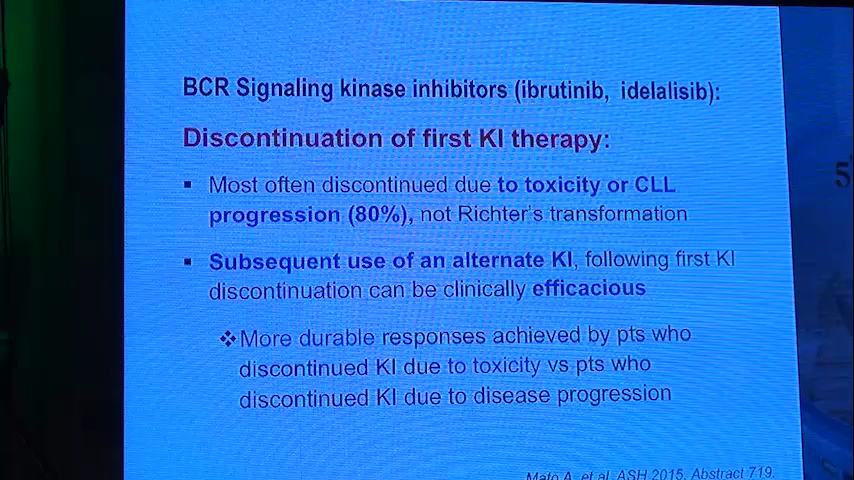 BCR Signaling kinase inhibitors (ibrutinib, idelalisib):
Discontinuation of first KI therapy:
▪ Most often discontinued due to toxicity or CLL
progression (80%), not Richter's transformation
▪ Subsequent use of an alternate KI, following first KI
discontinuation can be clinically efficacious
❖More durable responses achieved by pts who
discontinued KI due to toxicity vs pts who
discontinued KI due to disease progression
Mato A, et al. ASH 2015. Abstract 719.
5